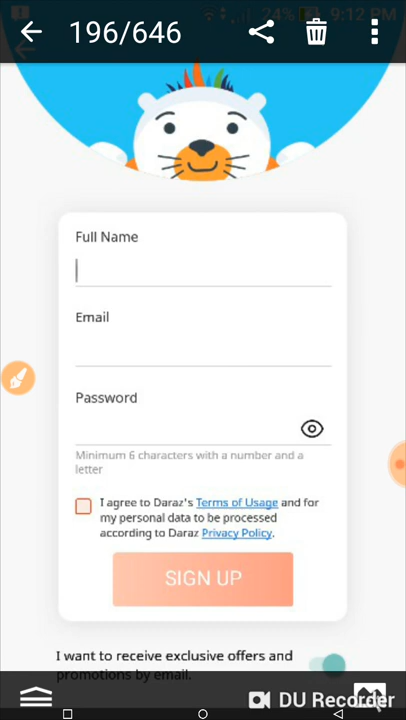 24% 9:12 PM
196/646
Full Name
Email
Password
Minimum 6 characters with a number and a
letter
I agree to Daraz's Terms of Usage and for
my personal data to be processed
according to Daraz Privacy Policy.
SIGN UP
I want to receive exclusive offers and
promotions by email.
DU Recorder